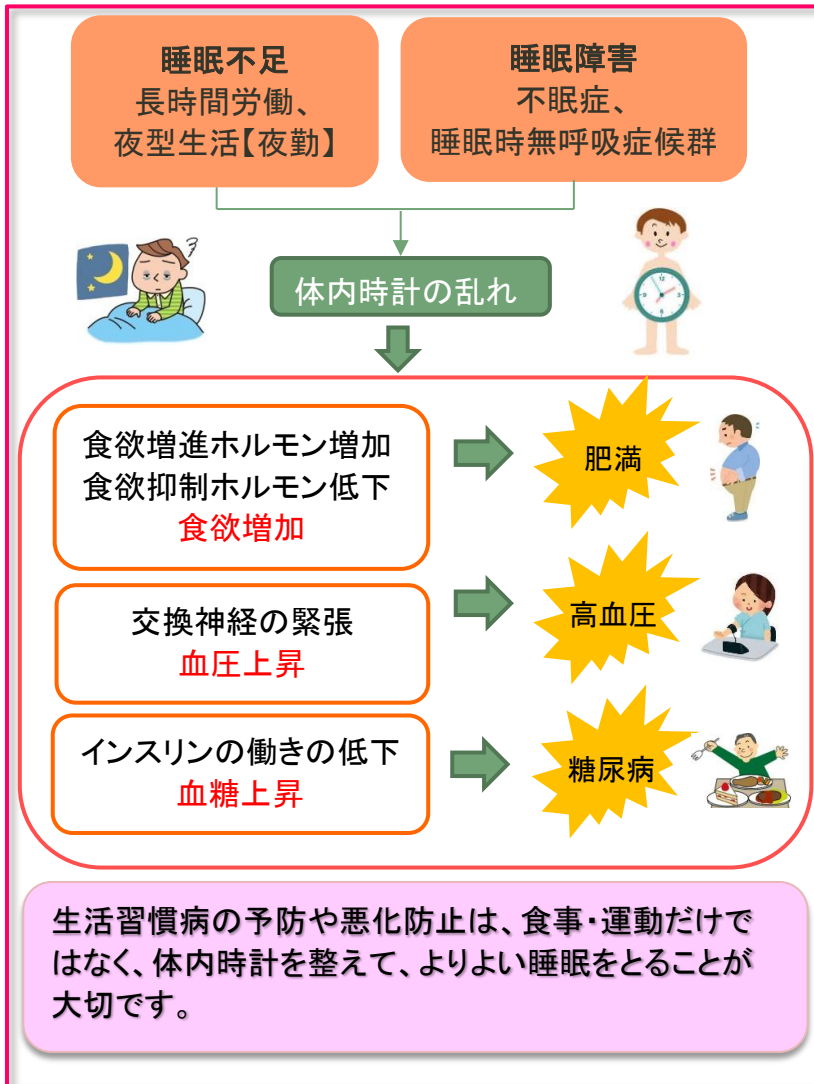 睡眠不足
長時間労働、
夜型生活【夜勤】
睡眠障害
不眠症、
睡眠時無呼吸症候群
体内時計の乱れ
食欲増進ホルモン増加
食欲抑制ホルモン低下
食欲増加
肥満
交換神経の緊張
血圧上昇
高血圧
インスリンの働きの低下
血糖上昇
糖尿病
生活習慣病の予防や悪化防止は、食事・運動だけで
はなく、体内時計を整えて、よりよい睡眠をとることが
大切です。